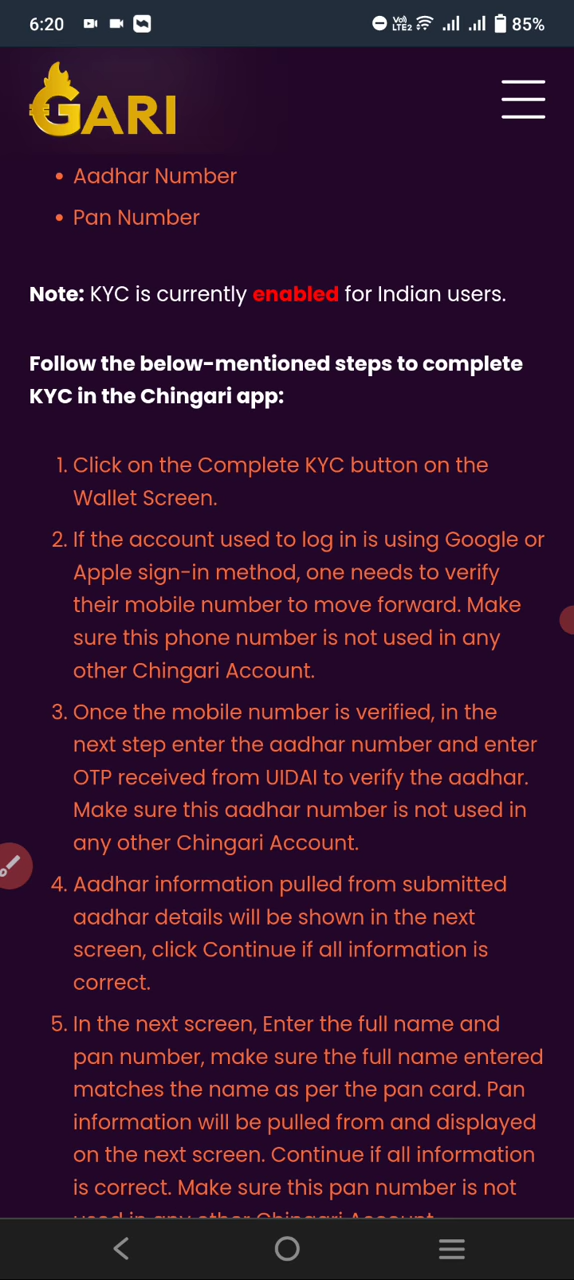 6:20
Vo))
LTE2
85%
GARI
• Aadhar Number
• Pan Number
Note: KYC is currently enabled for Indian users.
Follow the below-mentioned steps to complete
KYC in the Chingari app:
1. Click on the Complete KYC button on the
Wallet Screen.
2. If the account used to log in is using Google or
Apple sign-in method, one needs to verify
their mobile number to move forward. Make
sure this phone number is not used in any
other Chingari Account.
3. Once the mobile number is verified, in the
next step enter the aadhar number and enter
OTP received from UIDAI to verify the aadhar.
Make sure this aadhar number is not used in
any other Chingari Account.
4. Aadhar information pulled from submitted
aadhar details will be shown in the next
screen, click Continue if all information is
correct.
5. In the next screen, Enter the full name and
pan number, make sure the full name entered
matches the name as per the pan card. Pan
information will be pulled from and displayed
on the next screen. Continue if all information
is correct. Make sure this pan number is not
used in any other Chingari Account.